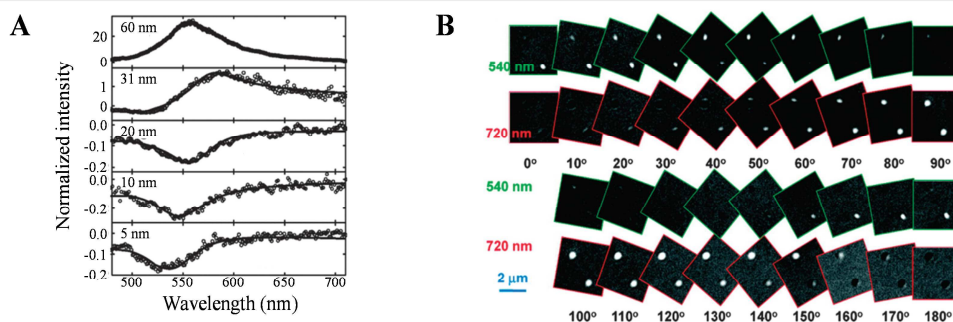 A
Normalized intensity
60 nm
20
0
31 nm
1
0
20 nm
0.0
-0.1
-0.2
10 nm
0.0
-0.2
5 nm
0.0
-0.1
-0.2
500 550 600 650 700
Wavelength (nm)
B
540 nm
720 nm
0° 10° 20° 30° 40° 50° 60° 70° 80° 90°
540 nm
720 nm
2 µm
100° 110° 120° 130° 140° 150° 160° 170° 180°